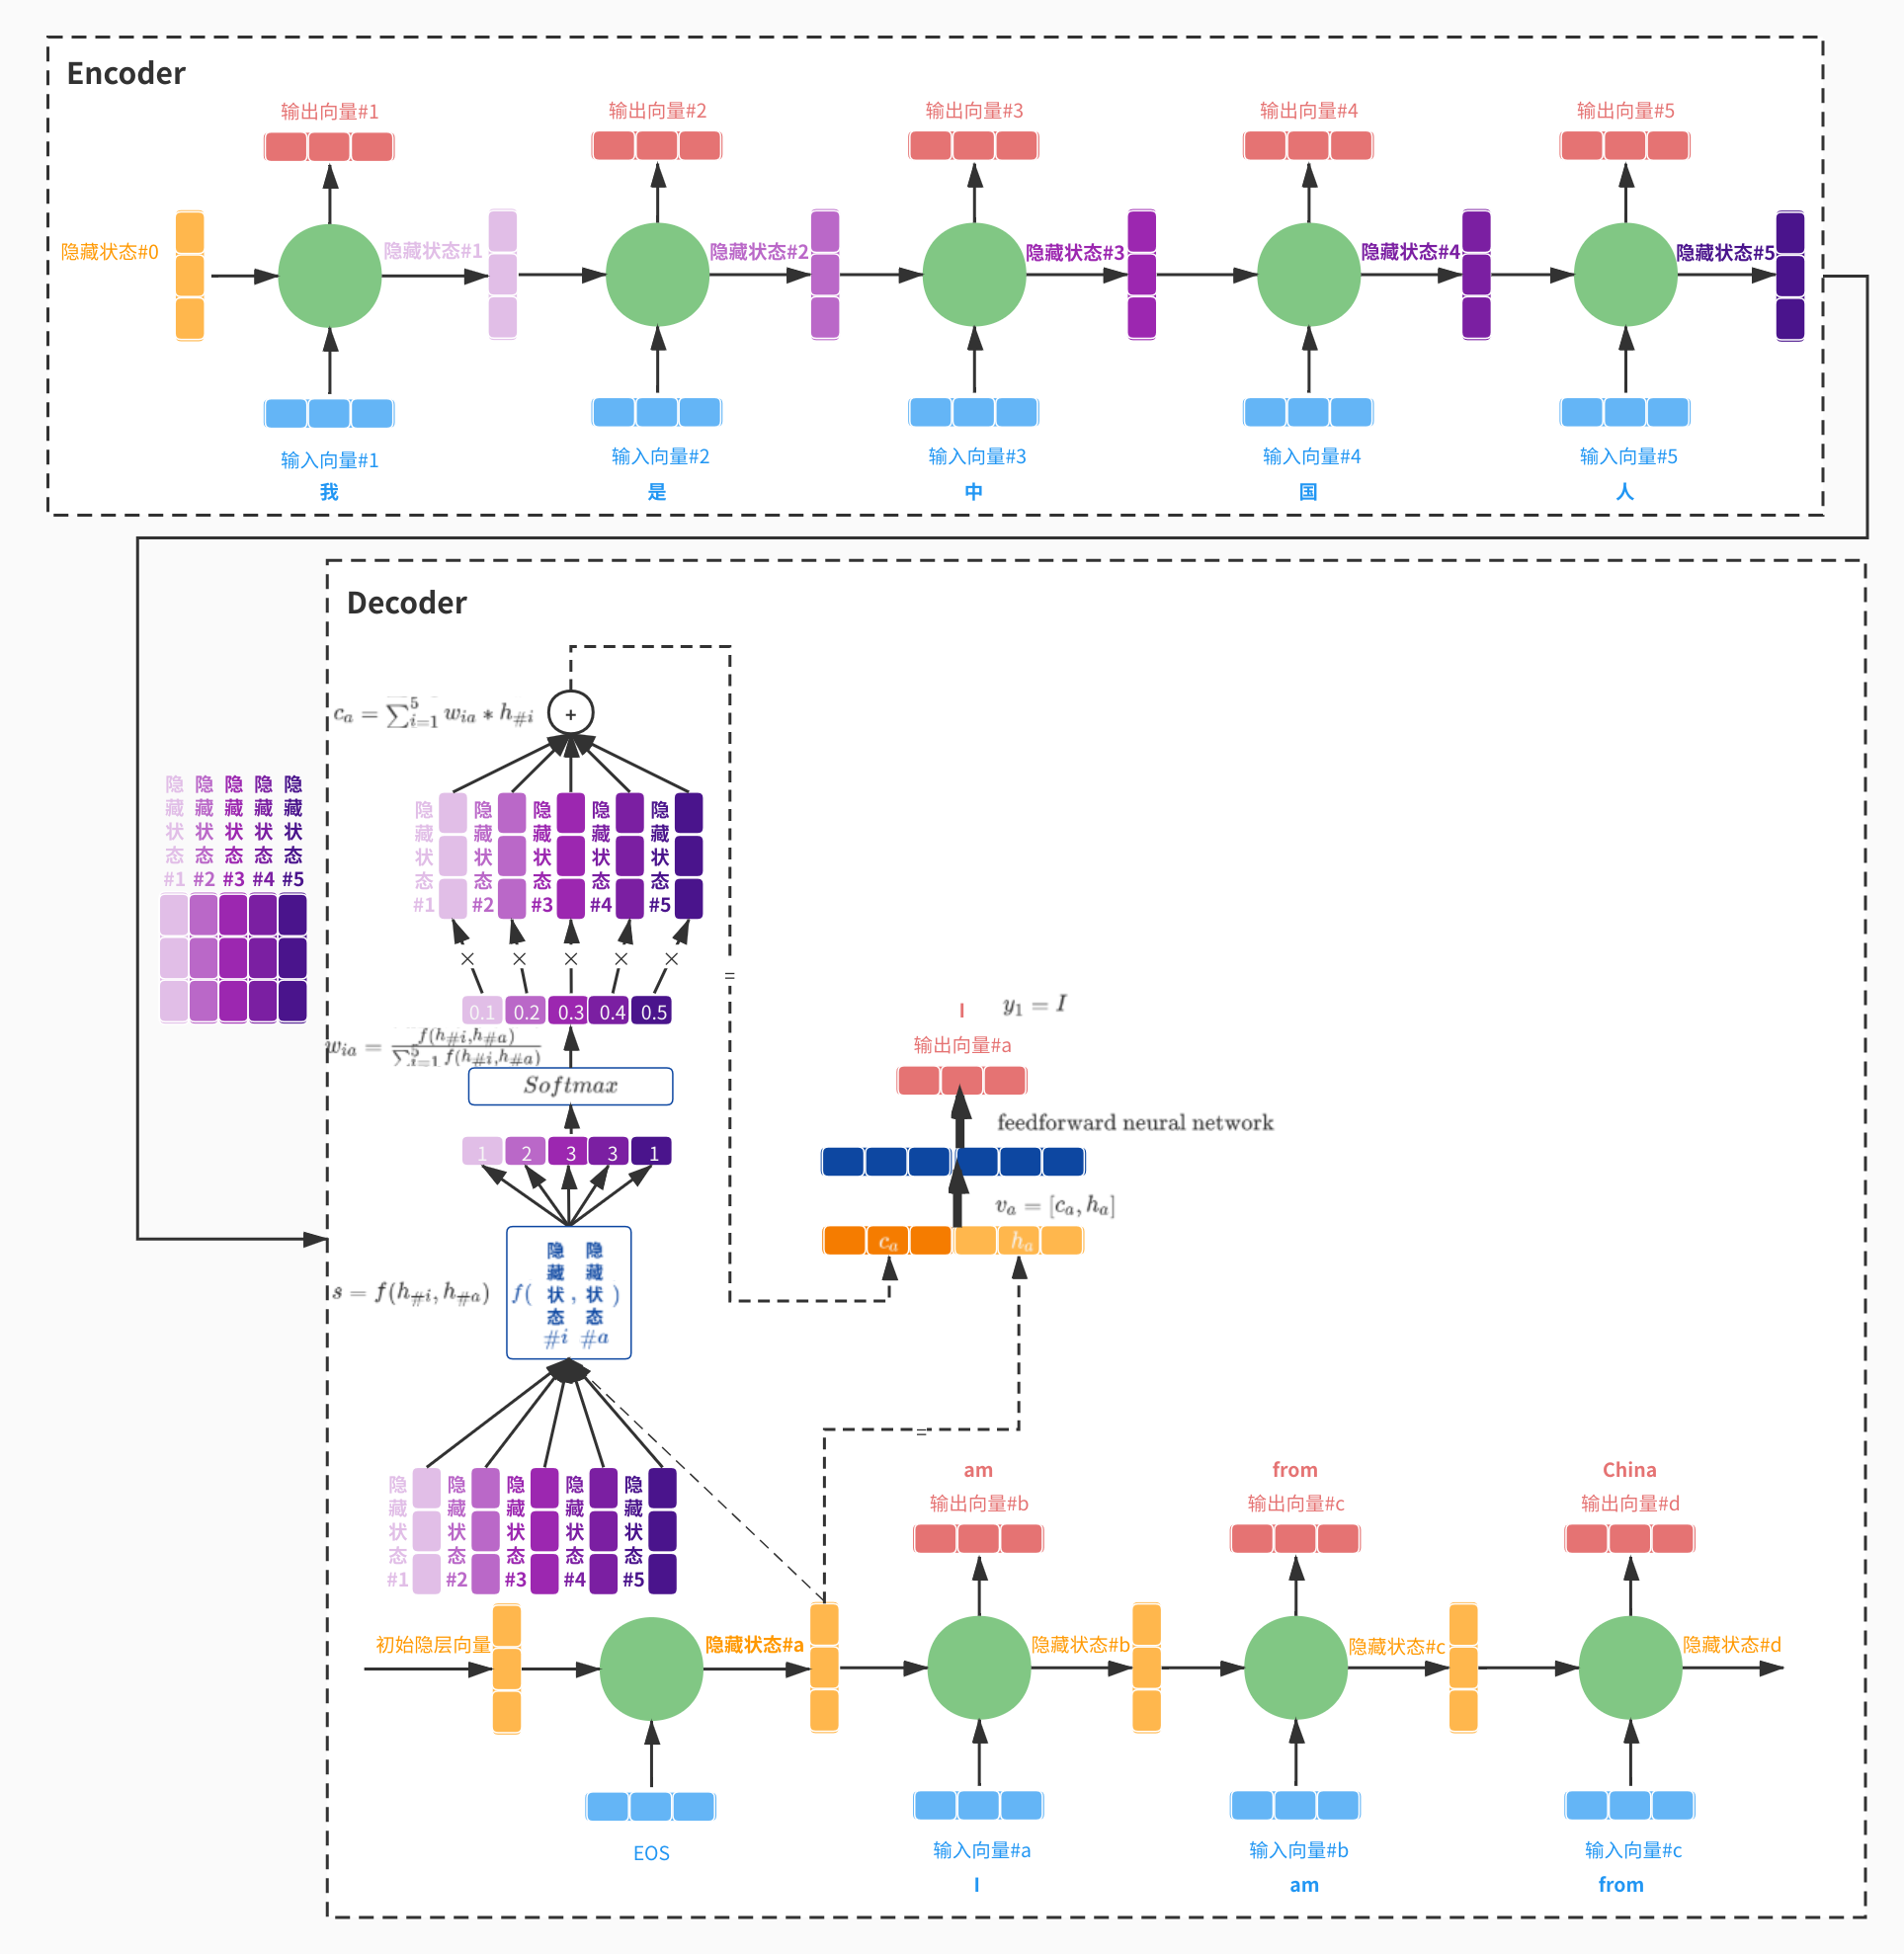 Encoder
输出向量#1
输出向量#2
输出向量#3
输出向量#4
输出向量#5
隐藏状态#0
隐藏状态#1
隐藏状态#2
隐藏状态#3
隐藏状态#4
隐藏状态#5
输入向量#1
输入向量#2
输入向量#3
输入向量#4
输入向量#5
我
是
中
国
人
Decoder
c_a = ∑_{i=1}^{5} w_{ia} * h_{#i}
+
隐藏状态#1
隐藏状态#2
隐藏状态#3
隐藏状态#4
隐藏状态#5
隐藏状态#1
隐藏状态#2
隐藏状态#3
隐藏状态#4
隐藏状态#5
× × × × ×
=
0.1 0.2 0.3 0.4 0.5
w_{ia} = f(h_{#i},h_{#a}) / ∑_{i=1}^{5} f(h_{#i},h_{#a})
Softmax
1 2 3 3 1
s = f(h_{#i}, h_{#a})
f( 隐藏状态#i , 隐藏状态#a )
I
y_1 = I
输出向量#a
feedforward neural network
v_a = [c_a, h_a]
c_a
h_a
=
隐藏状态#1
隐藏状态#2
隐藏状态#3
隐藏状态#4
隐藏状态#5
am
from
China
输出向量#b
输出向量#c
输出向量#d
初始隐层向量
隐藏状态#a
隐藏状态#b
隐藏状态#c
隐藏状态#d
EOS
输入向量#a
输入向量#b
输入向量#c
I
am
from